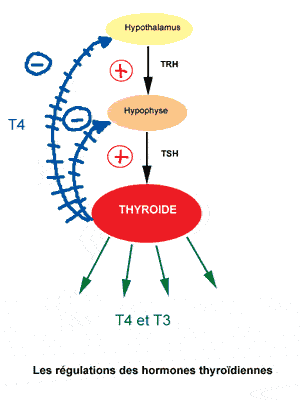 Hypothalamus
TRH
+
−
T4
Hypophyse
−
TSH
+
THYROIDE
T4 et T3
Les régulations des hormones thyroïdiennes